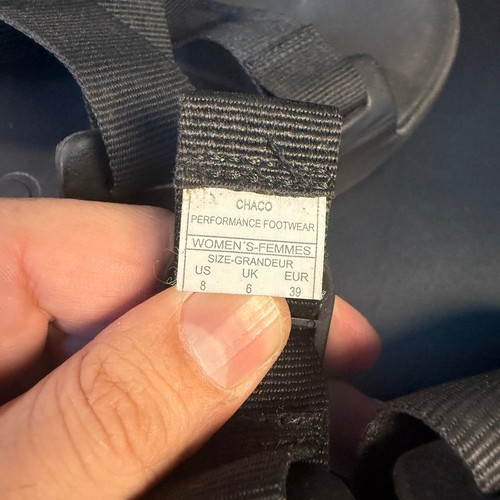 CHACO
PERFORMANCE FOOTWEAR
WOMEN'S-FEMMES
SIZE-GRANDEUR
US UK EUR
8 6 39